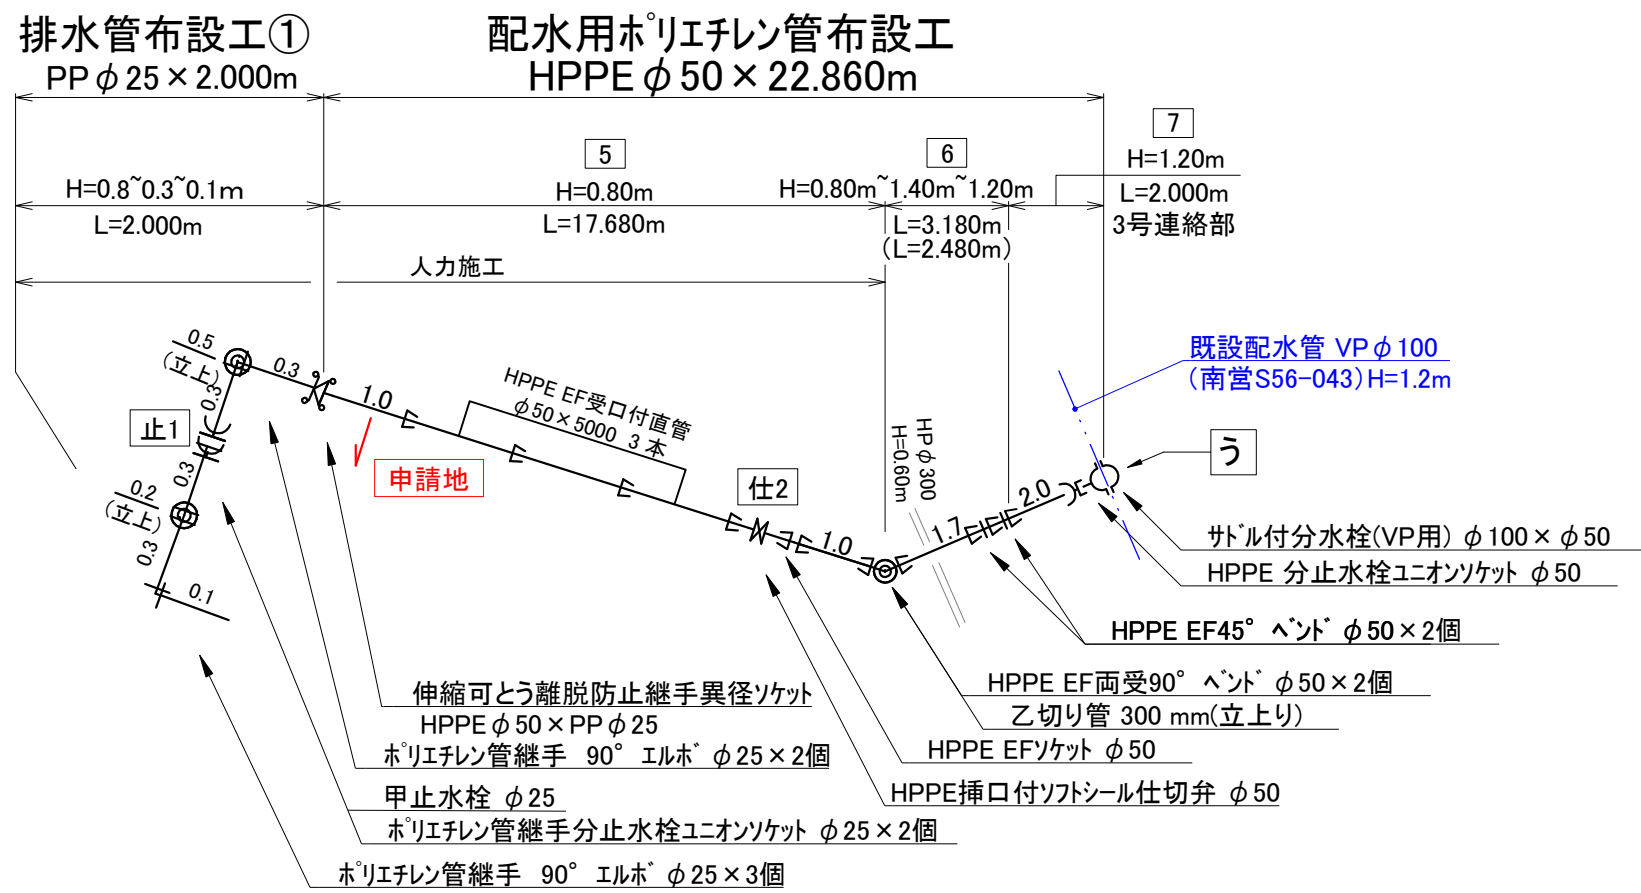 排水管布設工①
PPφ25×2.000m
配水用ポリエチレン管布設工
HPPEφ50×22.860m
7
H=1.20m
L=2.000m
3号連絡部
5
H=0.80m
L=17.680m
6
H=0.80m~1.40m~1.20m
L=3.180m
(L=2.480m)
H=0.8~0.3~0.1m
L=2.000m
人力施工
0.5
(立上)
0.3
0.3
止1
0.3
0.2
(立上)
0.3
0.1
1.0
申請地
HPPE EF受口付直管
φ50×5000 3本
仕2
1.0
HPφ300
H=0.60m
1.7
2.0
既設配水管 VPφ100
(南営S56-043)H=1.2m
う
サドル付分水栓(VP用) φ100×φ50
HPPE 分止水栓ユニオンソケット φ50
HPPE EF45° ベンド φ50×2個
HPPE EF両受90° ベンド φ50×2個
乙切り管 300 mm(立上り)
HPPE EFソケット φ50
HPPE挿口付ソフトシール仕切弁 φ50
伸縮可とう離脱防止継手異径ソケット
HPPEφ50×PPφ25
ポリエチレン管継手 90° エルボ φ25×2個
甲止水栓 φ25
ポリエチレン管継手分止水栓ユニオンソケット φ25×2個
ポリエチレン管継手 90° エルボ φ25×3個